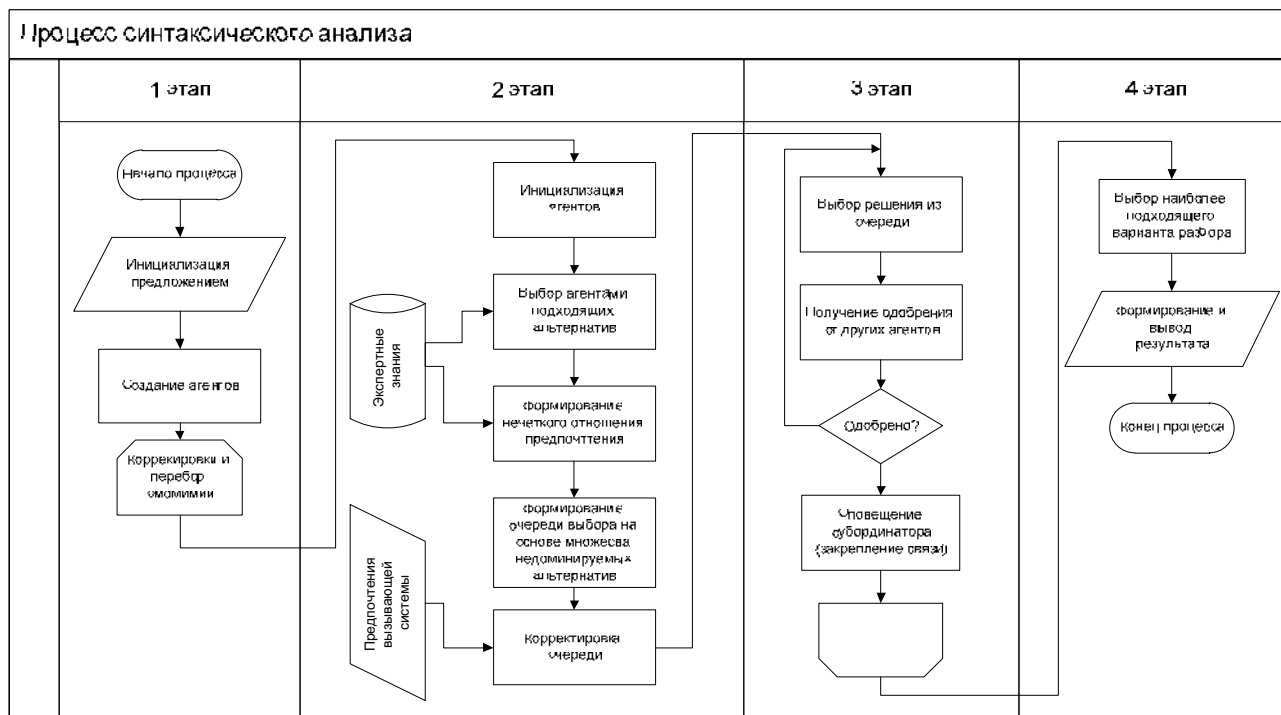 Процесс синтаксического анализа
1 этап
2 этап
3 этап
4 этап
Начало процесса
Инициализация
предложением
Создание агентов
Коррекировки и
перебор
омомимии
Инициализация
агентов
Выбор агентами
подходящих
альтернатив
Экспертные
знания
Формирование
нечеткого отношения
предпочттения
Формирование
очереди выбора на
основе множесва
недоминируемых
альтернатив
Предпочтения
вызывающей
системы
Корректировка
очереди
Выбор решения из
очереди
Получение одобрения
от других агентов
Одобрено?
Оповещение
субординатора
(закрепление связи)
Выбор наиболее
подходящего
варианта разбора
Формирование и
вывод
результата
Конец процесса